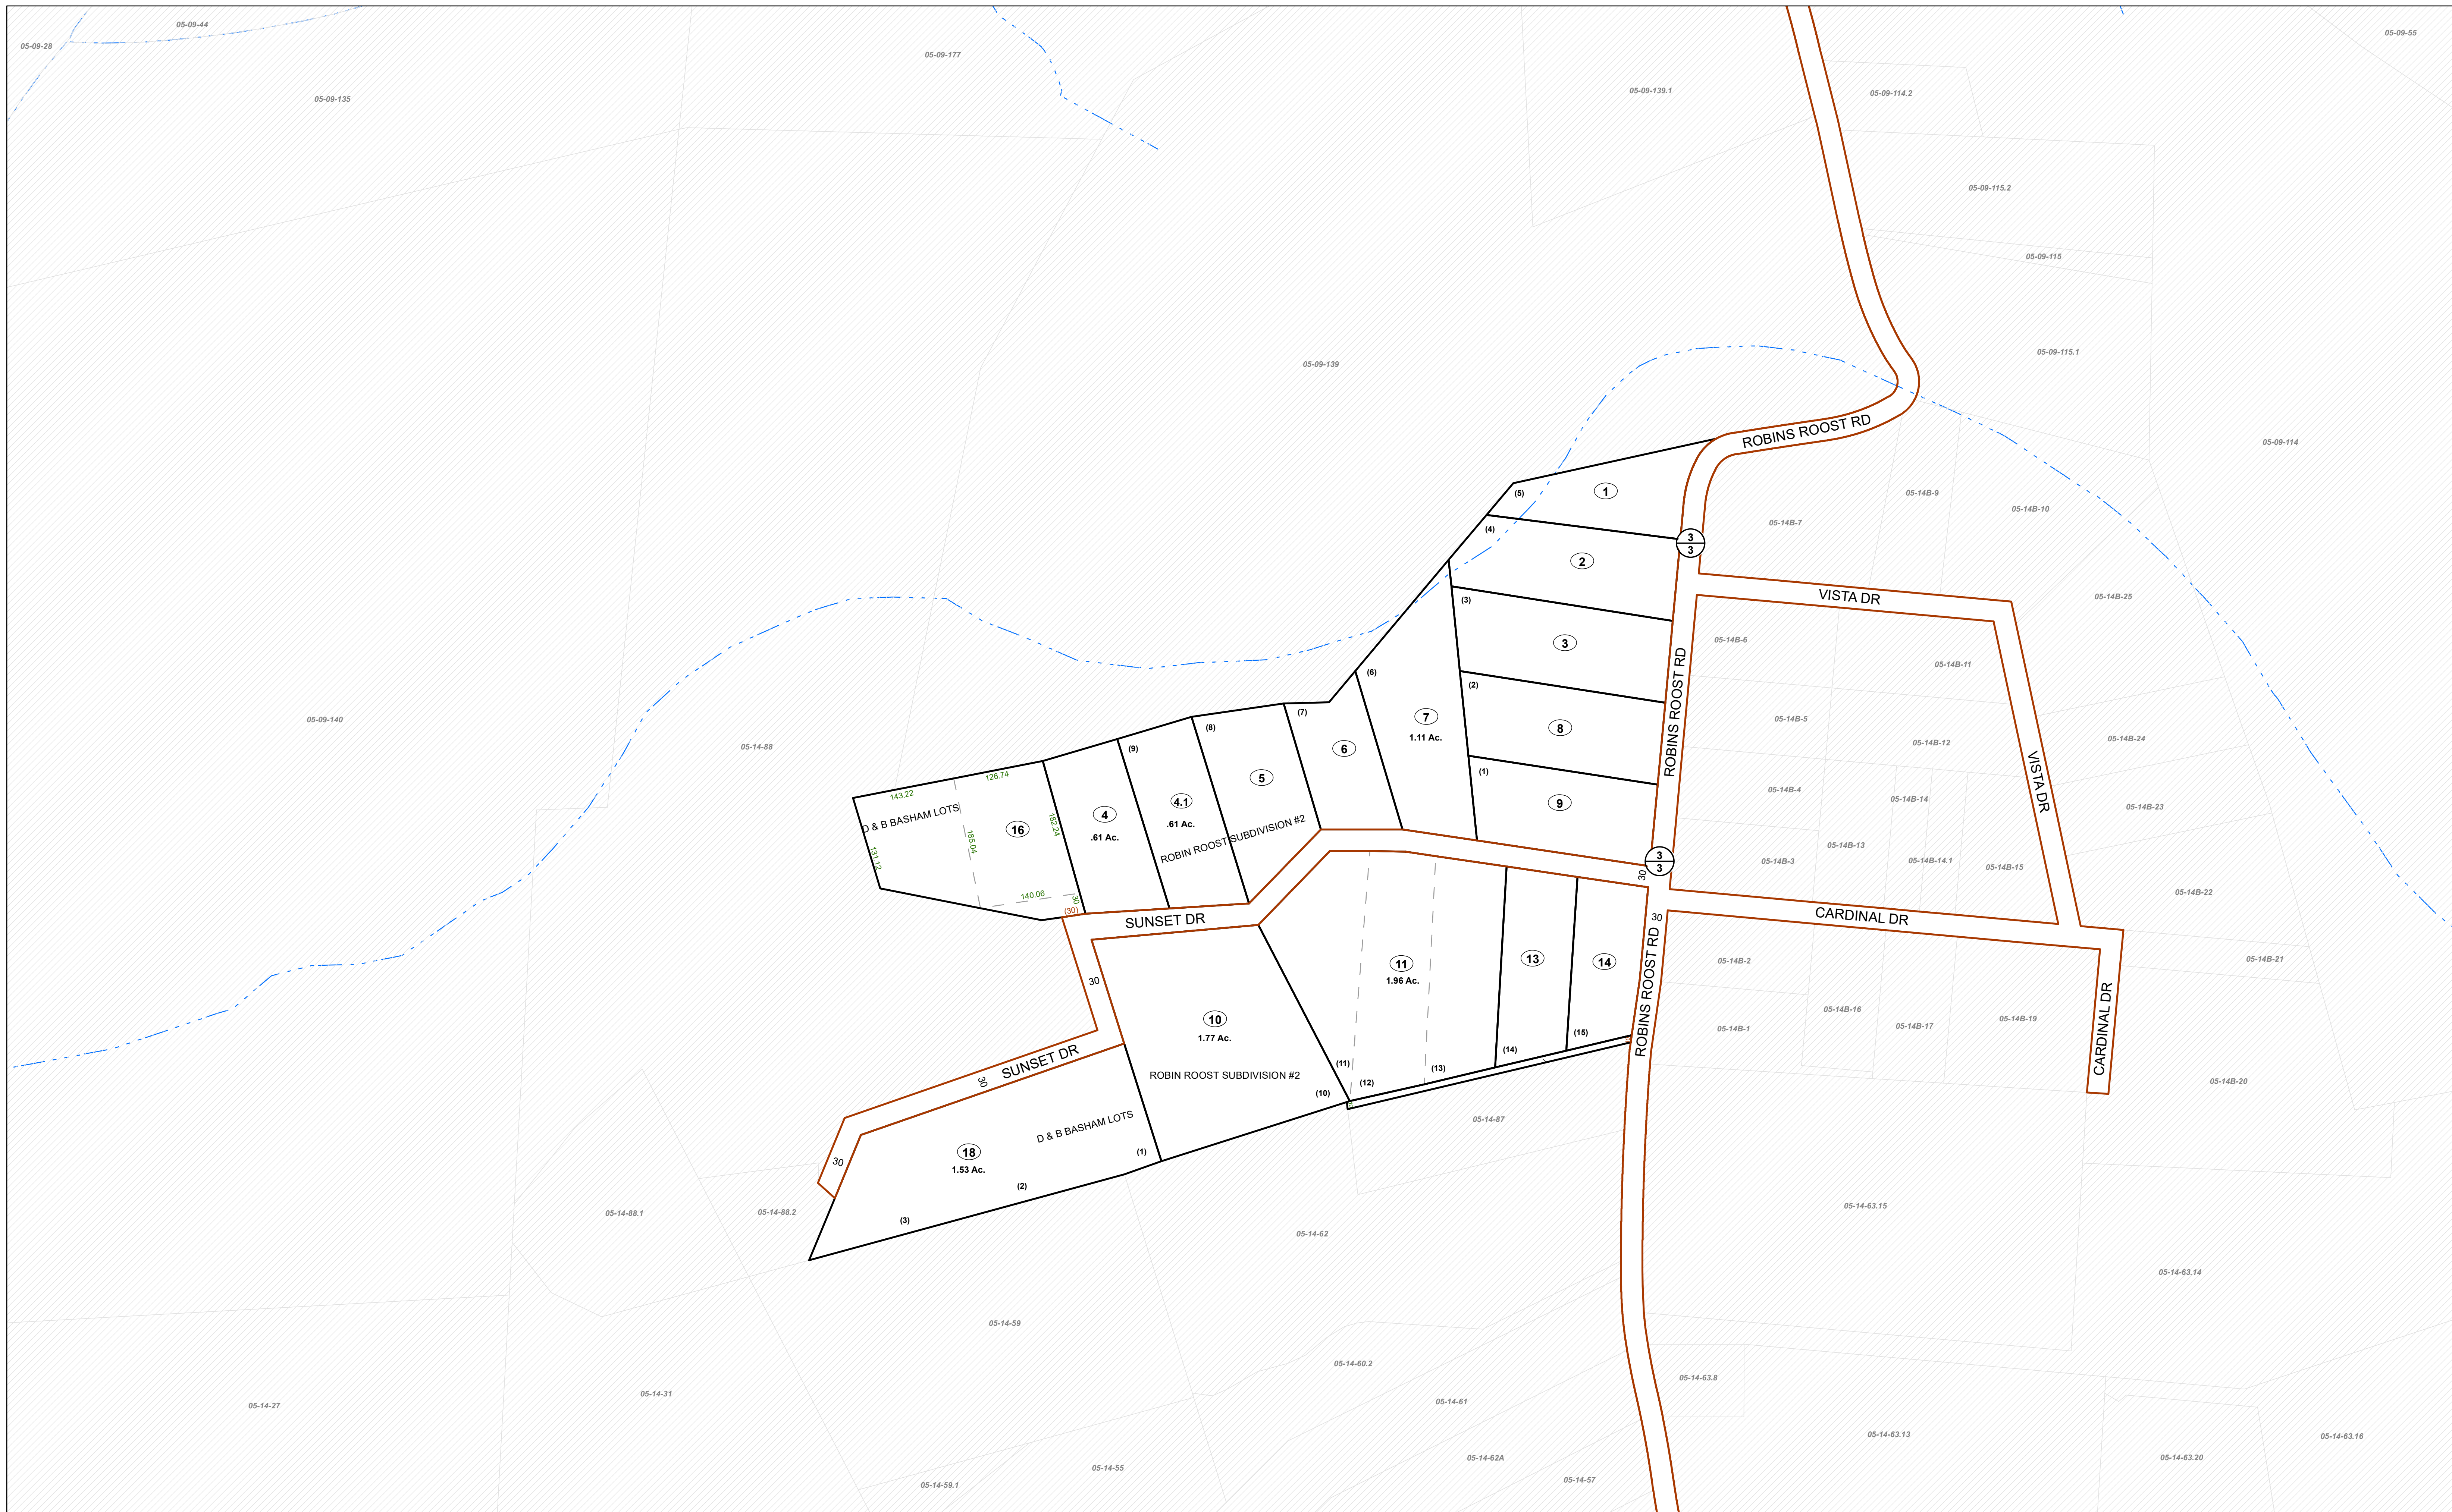 05-09-44
05-09-28
05-09-55
05-09-177
05-09-139.1
05-09-114.2
05-09-135
05-09-115.2
05-09-115
05-09-115.1
05-09-139
ROBINS ROOST RD
05-09-114
1
(5)
05-14B-9
05-14B-10
05-14B-7
(4)
3
3
2
05-14B-25
VISTA DR
(3)
3
05-14B-6
05-14B-11
ROBINS ROOST RD
(6)
(2)
05-09-140
05-14-88
(7)
7
1.11 Ac.
8
05-14B-5
05-14B-12
05-14B-24
(8)
(9)
6
VISTA DR
126.74
143.22
5
(1)
05-14B-4
05-14B-14
05-14B-23
D & B BASHAM LOTS
4.1
.61 Ac.
9
4
.61 Ac.
16
182.24
185.04
ROBIN ROOST SUBDIVISION #2
131.12
05-14B-13
05-14B-3
05-14B-14.1
05-14B-15
3
3
30
140.06
30
(30)
05-14B-22
SUNSET DR
30
CARDINAL DR
11
1.96 Ac.
13
14
05-14B-2
05-14B-21
30
ROBINS ROOST RD
10
1.77 Ac.
05-14B-16
05-14B-17
05-14B-19
05-14B-1
CARDINAL DR
(15)
(14)
SUNSET DR
30
ROBIN ROOST SUBDIVISION #2
(11)
(12)
(13)
(10)
05-14B-20
05-14-87
D & B BASHAM LOTS
18
1.53 Ac.
(1)
30
(2)
(3)
05-14-88.1
05-14-88.2
05-14-63.15
05-14-62
05-14-63.14
05-14-59
05-14-60.2
05-14-63.8
05-14-31
05-14-27
05-14-61
05-14-63.13
05-14-63.16
05-14-62A
05-14-63.20
05-14-55
05-14-57
05-14-59.1